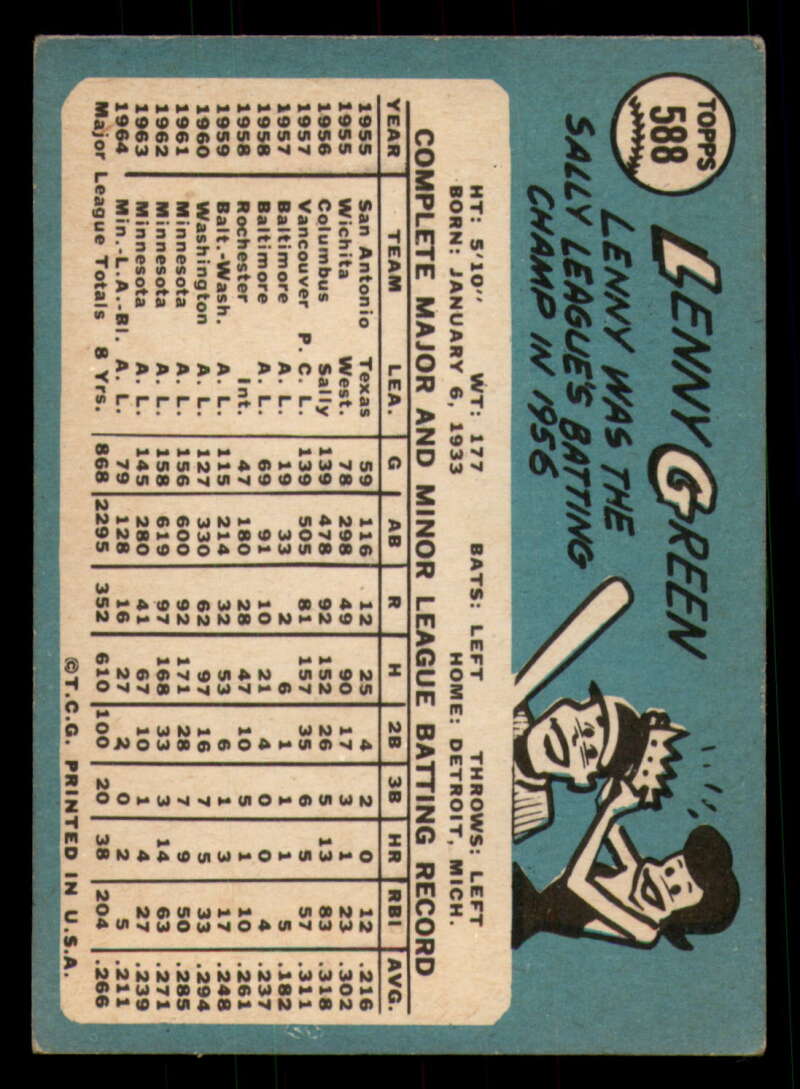 TOPPS
588
LENNY GREEN
LENNY WAS THE
SALLY LEAGUE'S BATTING
CHAMP IN 1956
HT: 5'10" WT: 177 BATS: LEFT THROWS: LEFT
BORN: JANUARY 6, 1933 HOME: DETROIT, MICH.
COMPLETE MAJOR AND MINOR LEAGUE BATTING RECORD
YEAR TEAM LEA. G AB R H 2B 3B HR RBI AVG.
1955 San Antonio Texas 59 116 12 25 4 2 0 12 .216
1955 Wichita West. 78 298 49 90 17 3 1 23 .302
1956 Columbus Sally 139 478 92 152 26 5 13 83 .318
1957 Vancouver P. C. L. 139 505 81 157 35 6 5 57 .311
1957 Baltimore A. L. 19 33 2 6 1 1 1 5 .182
1958 Baltimore A. L. 69 91 10 21 4 0 0 4 .237
1958 Rochester Int. 47 180 28 47 10 5 1 10 .261
1959 Balt.-Wash. A. L. 115 214 32 53 6 1 3 17 .248
1960 Washington A. L. 127 330 62 97 16 7 5 33 .294
1961 Minnesota A. L. 156 600 92 171 28 7 9 50 .285
1962 Minnesota A. L. 158 619 97 168 33 3 14 63 .271
1963 Minnesota A. L. 145 280 41 67 10 1 4 27 .239
1964 Min.-L.A.-Bl. A. L. 79 128 16 27 2 0 2 5 .211
Major League Totals 8 Yrs. 868 2295 352 610 100 20 38 204 .266
©T.C.G. PRINTED IN U.S.A.